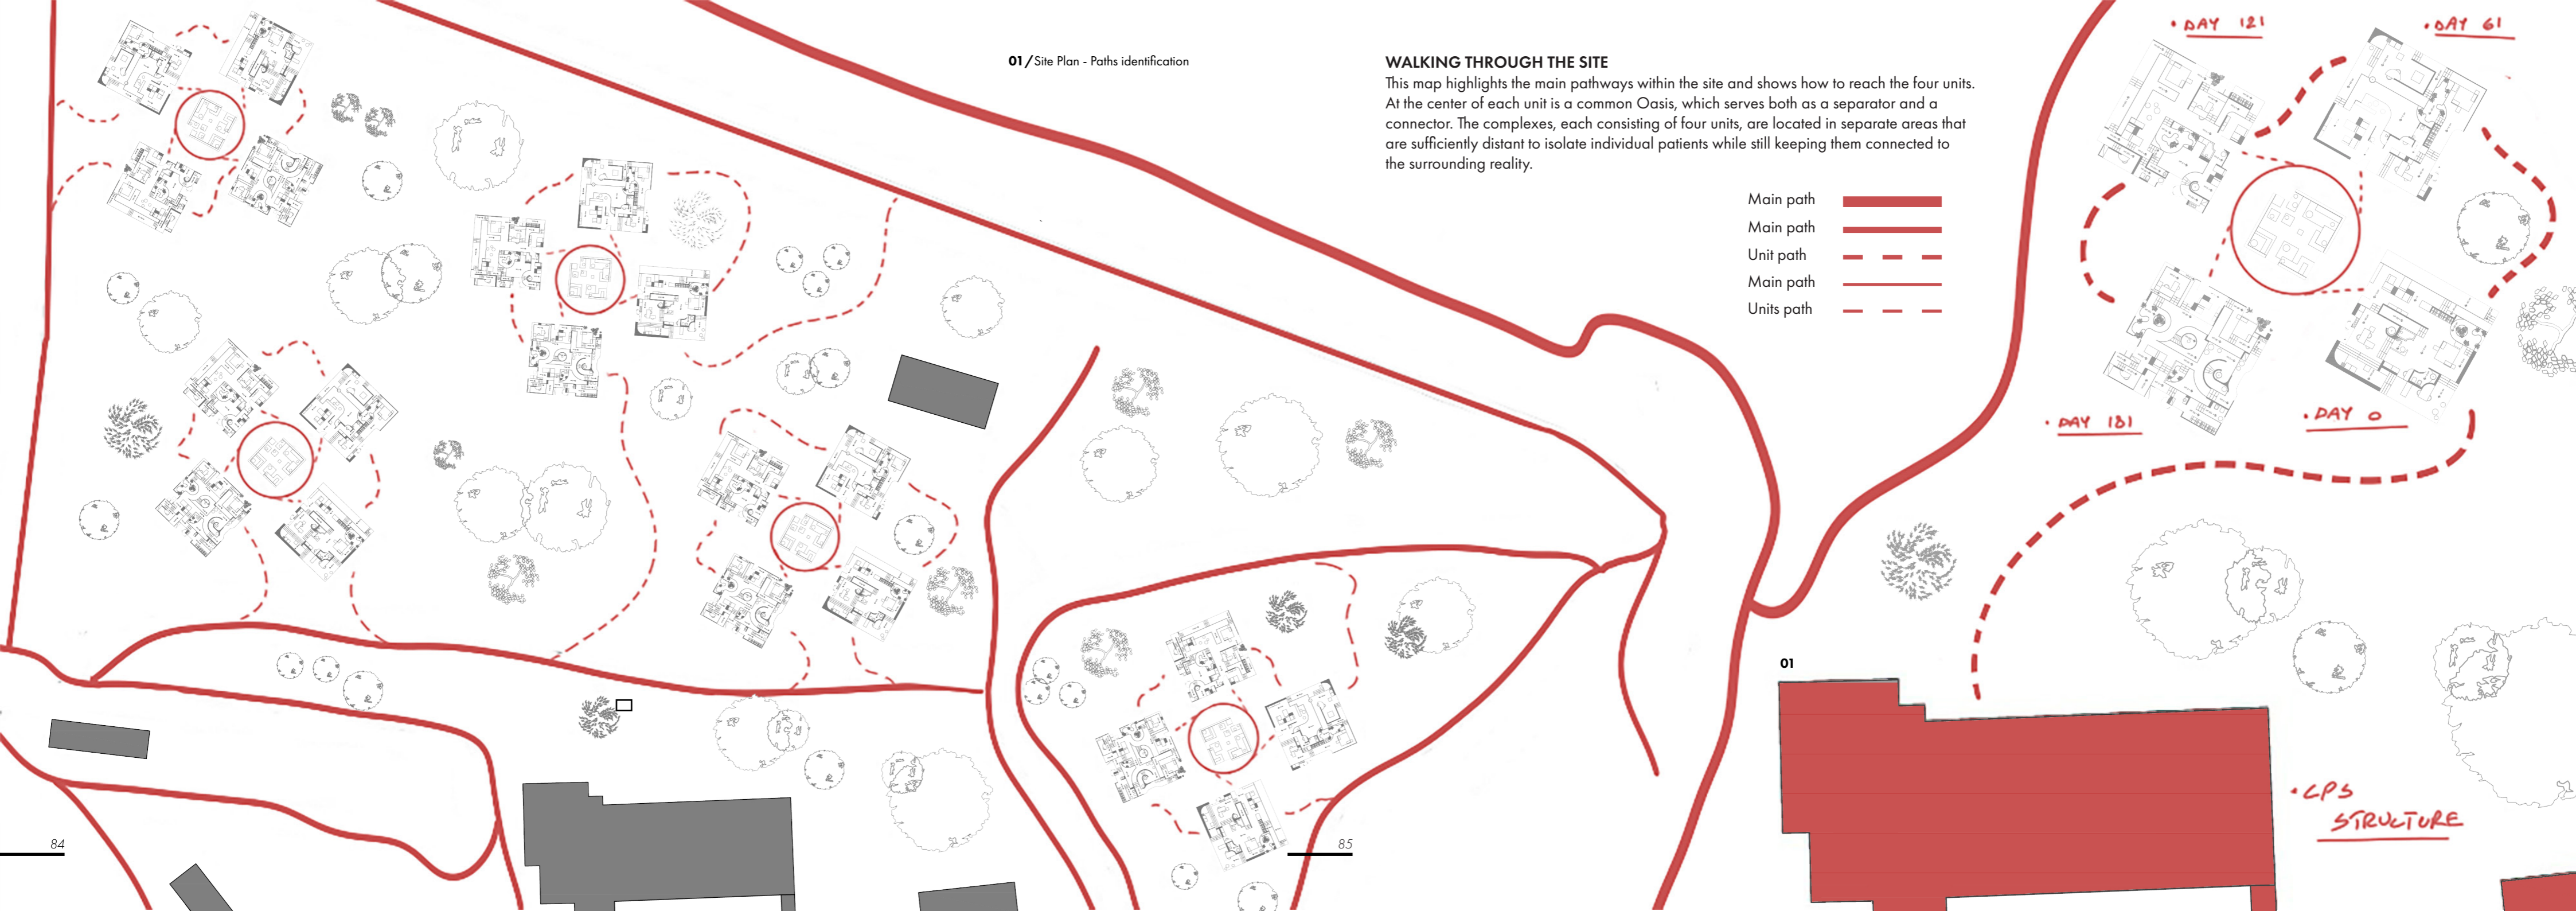 01/Site Plan - Paths identification
WALKING THROUGH THE SITE
This map highlights the main pathways within the site and shows how to reach the four units.
At the center of each unit is a common Oasis, which serves both as a separator and a
connector. The complexes, each consisting of four units, are located in separate areas that
are sufficiently distant to isolate individual patients while still keeping them connected to
the surrounding reality.
Main path
Main path
Unit path
Main path
Units path
• DAY 121
• DAY 61
• DAY 181
• DAY 0
01
• CPS
STRUCTURE
84
85